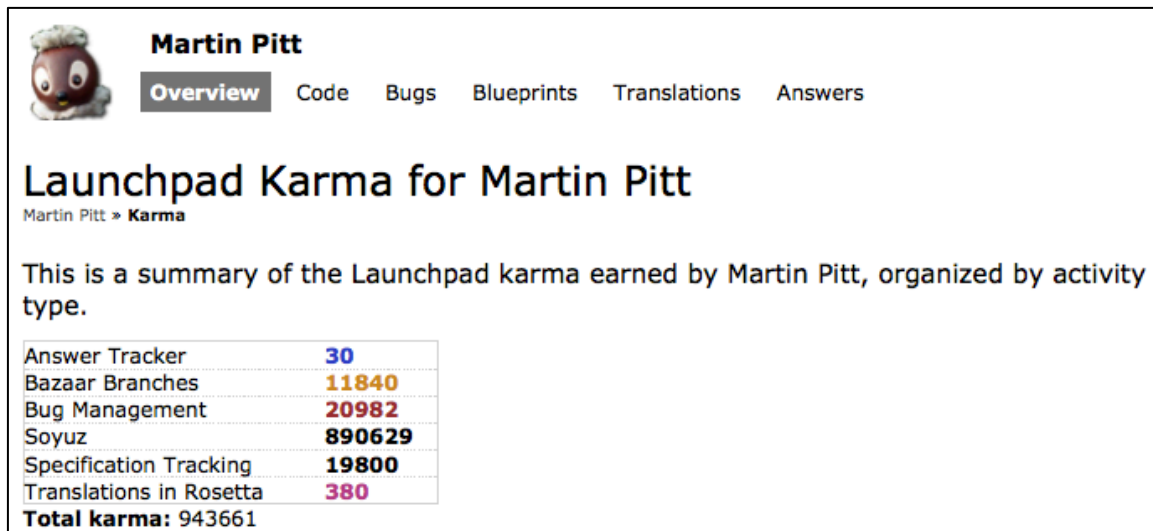 Martin Pitt
Overview Code Bugs Blueprints Translations Answers
Launchpad Karma for Martin Pitt
Martin Pitt » Karma
This is a summary of the Launchpad karma earned by Martin Pitt, organized by activity
type.
Answer Tracker 30
Bazaar Branches 11840
Bug Management 20982
Soyuz 890629
Specification Tracking 19800
Translations in Rosetta 380
Total karma: 943661